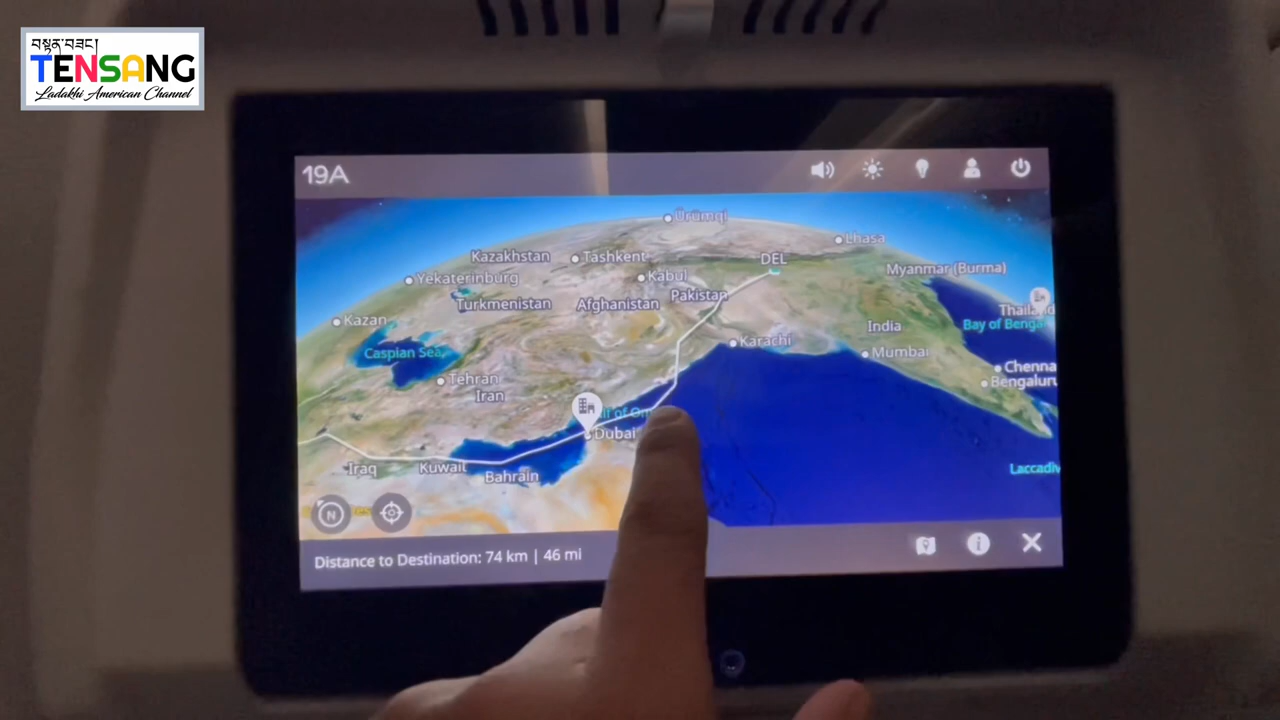 བསྟན་བཟང།
TENSANG
Ladakhi American Channel
19A
Ürümqi
Lhasa
Kazakhstan
Tashkent
DEL
Yekaterinburg
Kabul
Myanmar (Burma)
Turkmenistan
Afghanistan
Pakistan
Kazan
India
Bay of Bengal
Caspian Sea
Karachi
Mumbai
Tehran
Iran
Bengaluru
Dubai
Iraq
Kuwait
Bahrain
N
Distance to Destination: 74 km | 46 mi